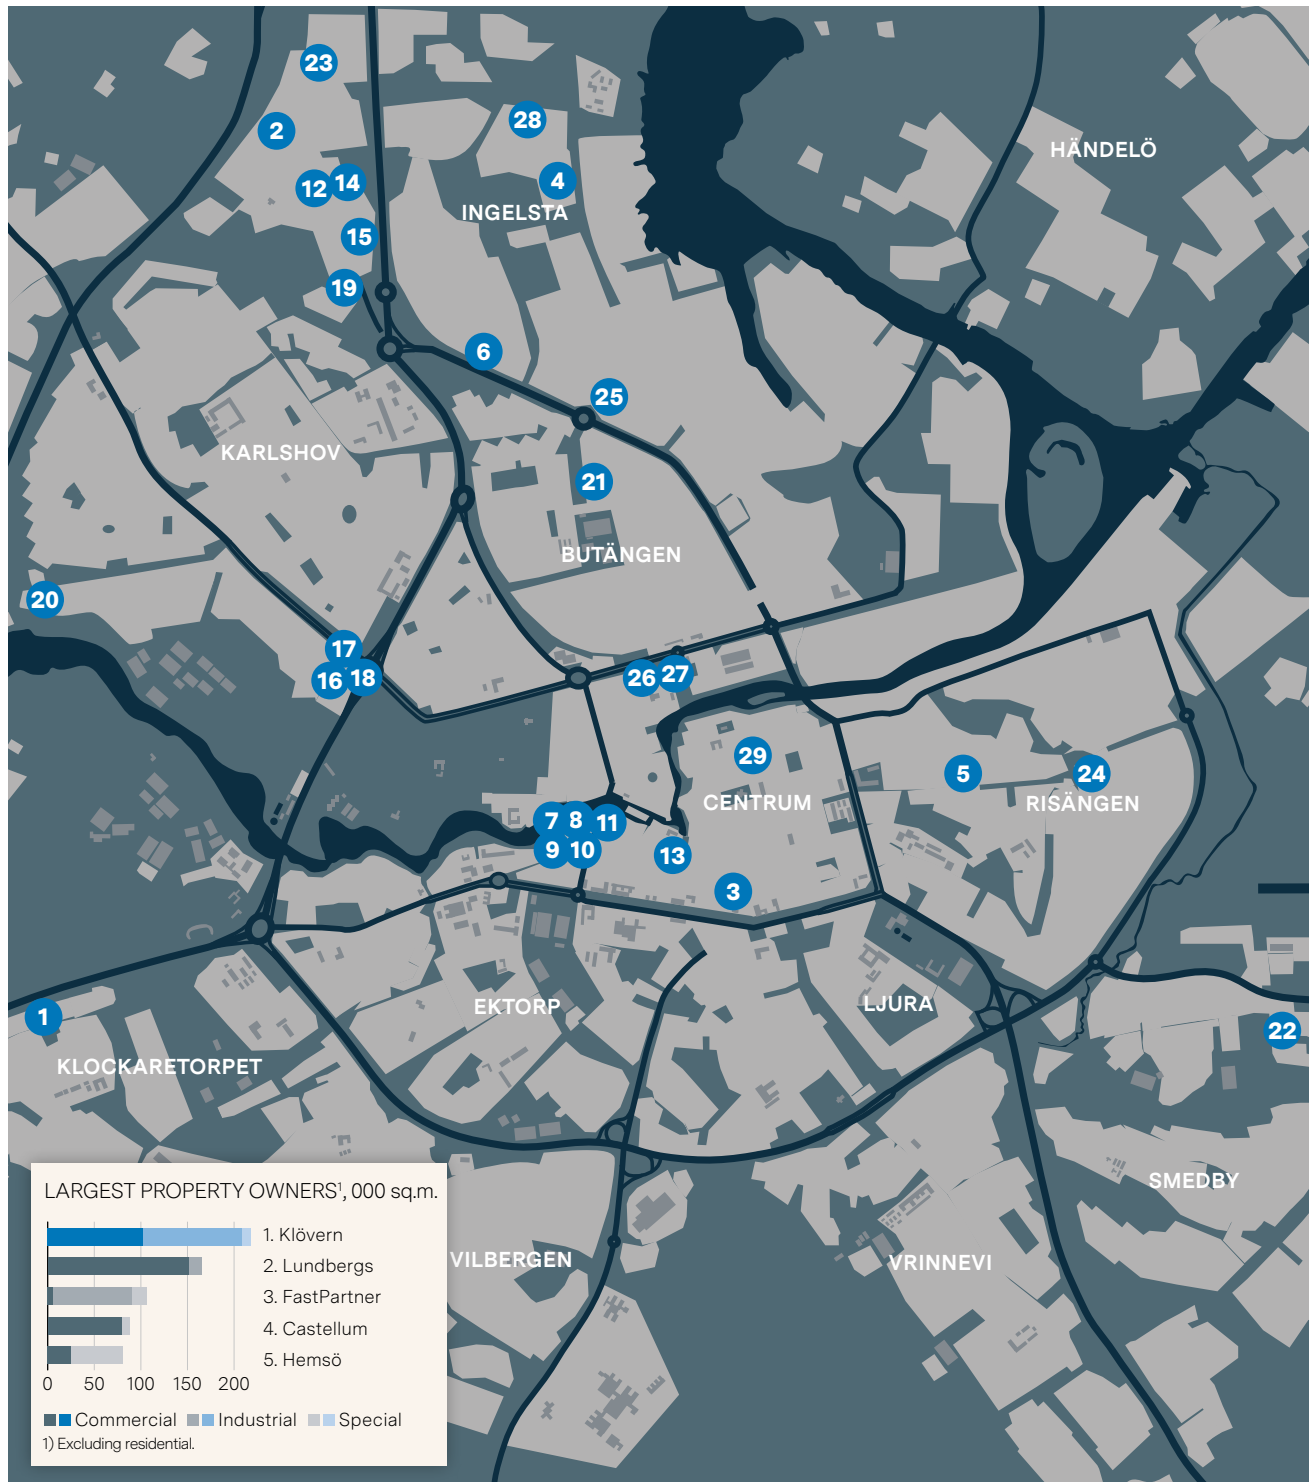 23
2
28
HÄNDELÖ
12
14
4
INGELSTA
15
19
6
25
KARLSHOV
21
BUTÄNGEN
20
17
16
18
26
27
29
5
24
CENTRUM
RISÄNGEN
7
8
11
9
10
13
3
EKTORP
LJURA
1
22
KLOCKARETORPET
SMEDBY
VILBERGEN
VRINNEVI
LARGEST PROPERTY OWNERS¹, 000 sq.m.
1. Klövern
2. Lundbergs
3. FastPartner
4. Castellum
5. Hemsö
0 50 100 150 200
Commercial Industrial Special
1) Excluding residential.